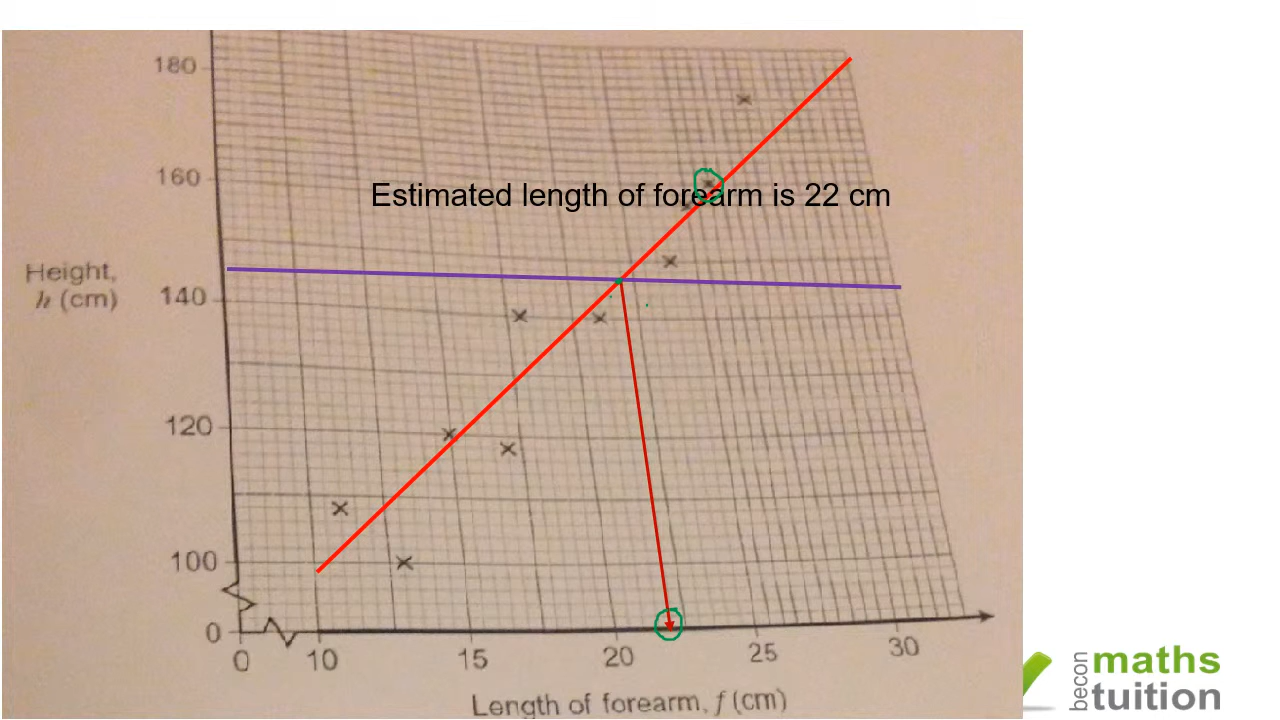 180
160
Estimated length of forearm is 22 cm
Height,
h (cm)
140
120
100
0
0 10 15 20 25 30
Length of forearm, f (cm)
becon
maths
tuition